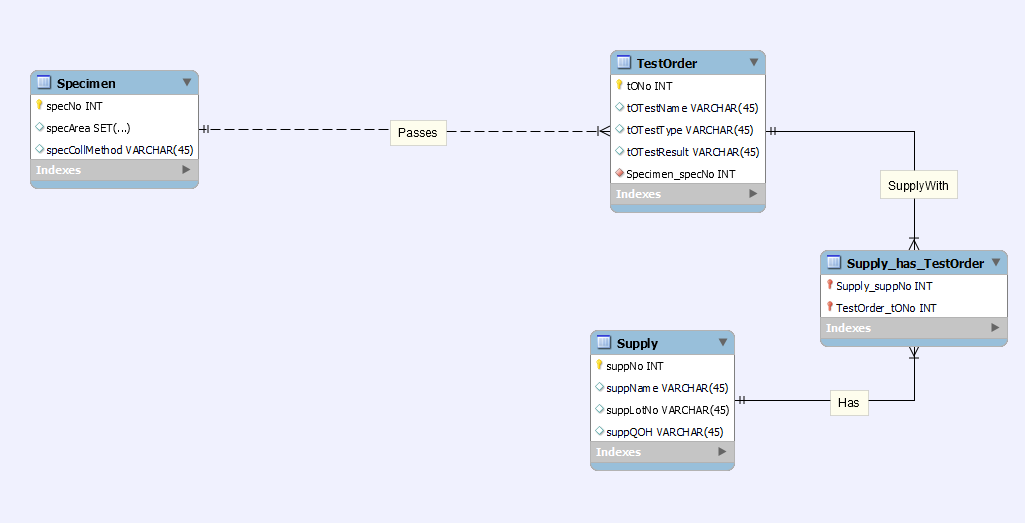 Specimen
specNo INT
specArea SET(...)
specCollMethod VARCHAR(45)
Indexes
Passes
TestOrder
tONo INT
tOTestName VARCHAR(45)
tOTestType VARCHAR(45)
tOTestResult VARCHAR(45)
Specimen_specNo INT
Indexes
SupplyWith
Supply_has_TestOrder
Supply_suppNo INT
TestOrder_tONo INT
Indexes
Supply
suppNo INT
suppName VARCHAR(45)
suppLotNo VARCHAR(45)
suppQOH VARCHAR(45)
Indexes
Has